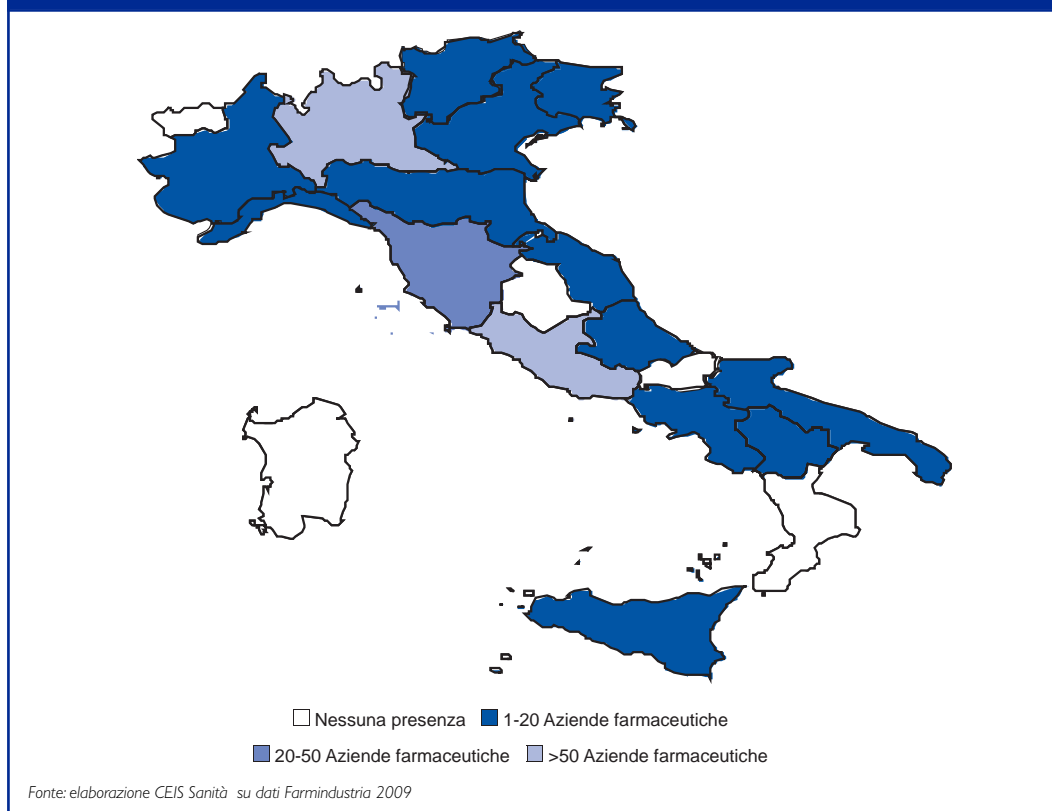 Nessuna presenza 1-20 Aziende farmaceutiche
20-50 Aziende farmaceutiche >50 Aziende farmaceutiche
Fonte: elaborazione CEIS Sanità su dati Farmindustria 2009